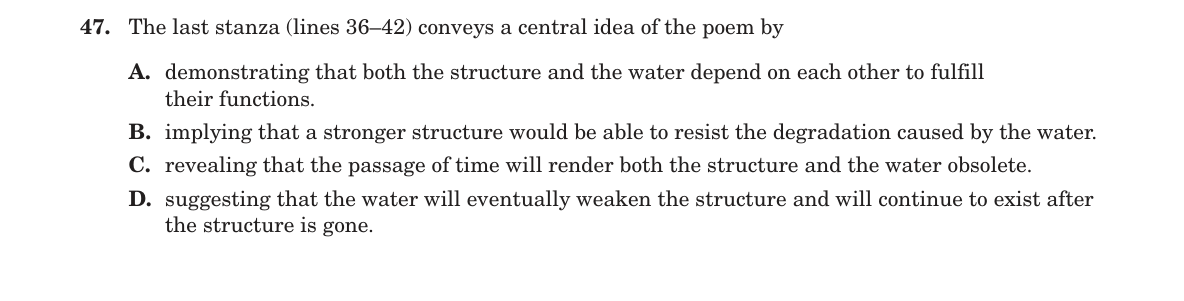 47. The last stanza (lines 36–42) conveys a central idea of the poem by
A. demonstrating that both the structure and the water depend on each other to fulfill
their functions.
B. implying that a stronger structure would be able to resist the degradation caused by the water.
C. revealing that the passage of time will render both the structure and the water obsolete.
D. suggesting that the water will eventually weaken the structure and will continue to exist after
the structure is gone.